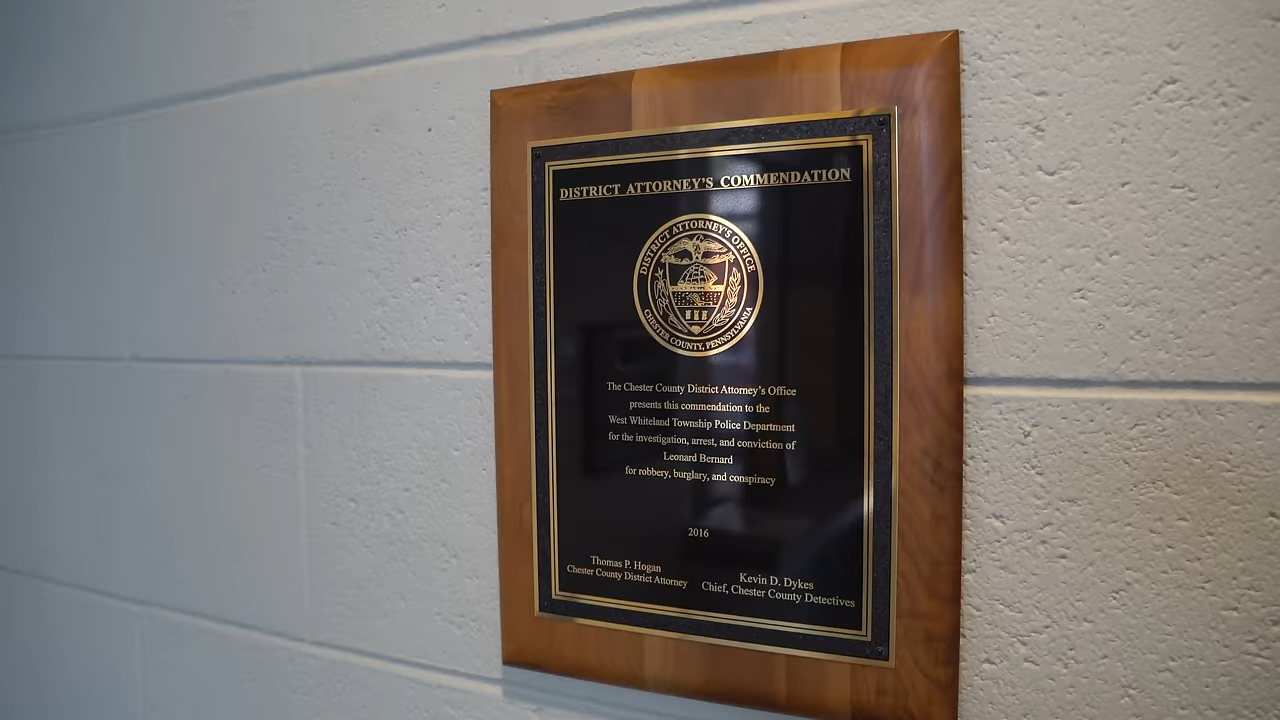 DISTRICT ATTORNEY'S COMMENDATION
DISTRICT ATTORNEY'S OFFICE
CHESTER COUNTY, PENNSYLVANIA
The Chester County District Attorney's Office
presents this commendation to the
West Whiteland Township Police Department
for the investigation, arrest, and conviction of
Leonard Bernard
for robbery, burglary, and conspiracy
2016
Thomas P. Hogan
Chester County District Attorney
Kevin D. Dykes
Chief, Chester County Detectives